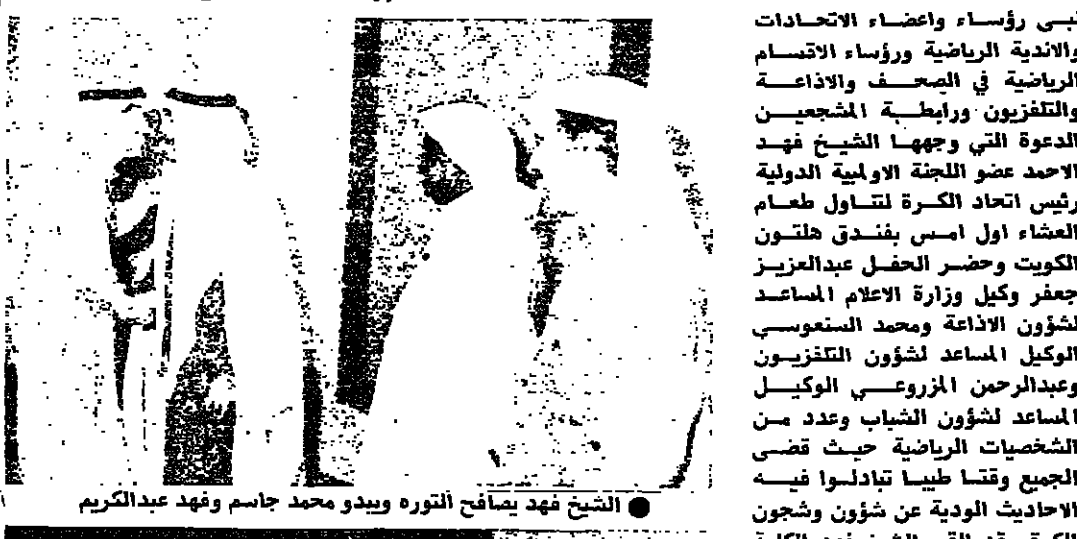 لبى رؤساء واعضاء الاتحادات
والاندية الرياضية ورؤساء الاقسام
الرياضية في الصحف والاذاعة
والتلفزيون ورابطة المشجعين
الدعوة التي وجهها الشيخ فهد
الاحمد عضو اللجنة الاولمبية الدولية
رئيس اتحاد الكرة لتناول طعام
العشاء اول امس بفندق هلتون
الكويت وحضر الحفل عبدالعزيز
جعفر وكيل وزارة الاعلام المساعد
لشؤون الاذاعة ومحمد السنعوسي
الوكيل المساعد لشؤون التلفزيون
وعبدالرحمن المزروعي الوكيل
المساعد لشؤون الشباب وعدد من
الشخصيات الرياضية حيث قضى
الجميع وقتا طيبا تبادلوا فيه
الاحاديث الودية عن شؤون وشجون
● الشيخ فهد يصافح التوره ويبدو محمد جاسم وفهد عبدالكريم